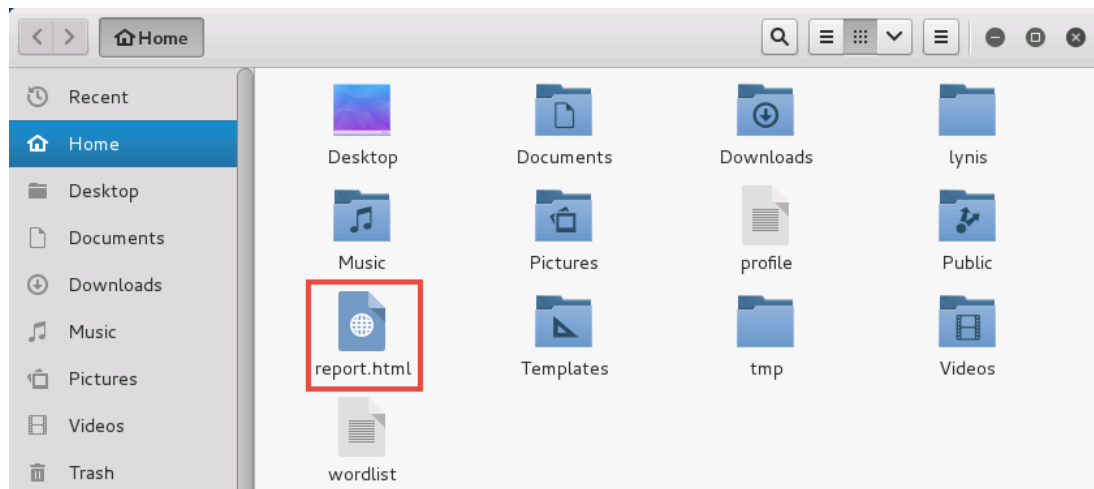 Home
Recent
Home
Desktop
Documents
Downloads
Music
Pictures
Videos
Trash
Desktop
Documents
Downloads
lynis
Music
Pictures
profile
Public
report.html
Templates
tmp
Videos
wordlist